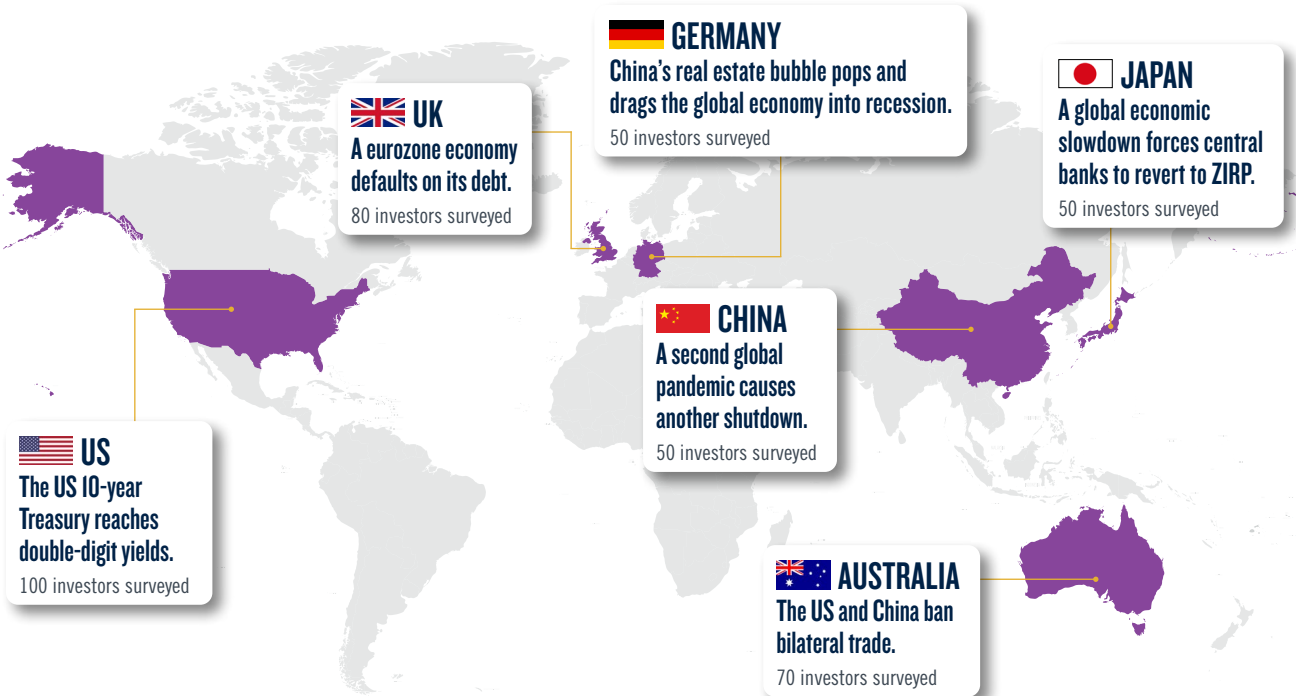 GERMANY
China's real estate bubble pops and
drags the global economy into recession.
50 investors surveyed
JAPAN
A global economic
slowdown forces central
banks to revert to ZIRP.
50 investors surveyed
UK
A eurozone economy
defaults on its debt.
80 investors surveyed
CHINA
A second global
pandemic causes
another shutdown.
50 investors surveyed
US
The US 10-year
Treasury reaches
double-digit yields.
100 investors surveyed
AUSTRALIA
The US and China ban
bilateral trade.
70 investors surveyed